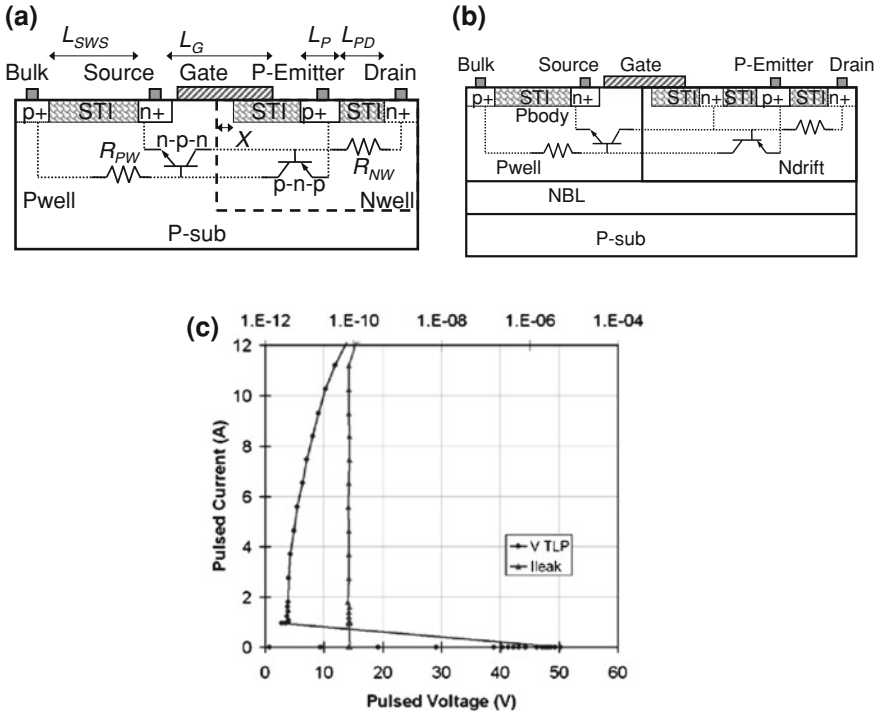 (a)
L_SWS L_G L_P L_PD
Bulk Source Gate P-Emitter Drain
p+ STI n+ STI p+ STI n+
n-p-n X
R_PW p-n-p R_NW
Pwell Nwell
P-sub
(b)
Bulk Source Gate P-Emitter Drain
p+ STI n+ STI n+ STI p+ STI n+
Pbody
Pwell Ndrift
NBL
P-sub
(c)
1.E-12 1.E-10 1.E-08 1.E-06 1.E-04
12
10
8
6
4
2
0
Pulsed Current (A)
V TLP
Ileak
0 10 20 30 40 50 60
Pulsed Voltage (V)